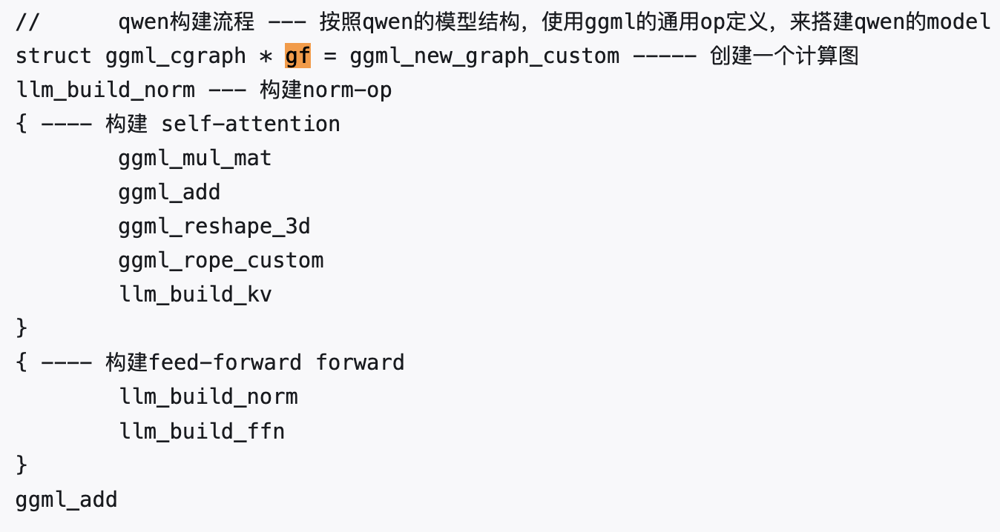 //      qwen构建流程 --- 按照qwen的模型结构，使用ggml的通用op定义，来搭建qwen的model
struct ggml_cgraph * gf = ggml_new_graph_custom ----- 创建一个计算图
llm_build_norm --- 构建norm-op
{ ---- 构建 self-attention
        ggml_mul_mat
        ggml_add
        ggml_reshape_3d
        ggml_rope_custom
        llm_build_kv
}
{ ---- 构建feed-forward forward
        llm_build_norm
        llm_build_ffn
}
ggml_add